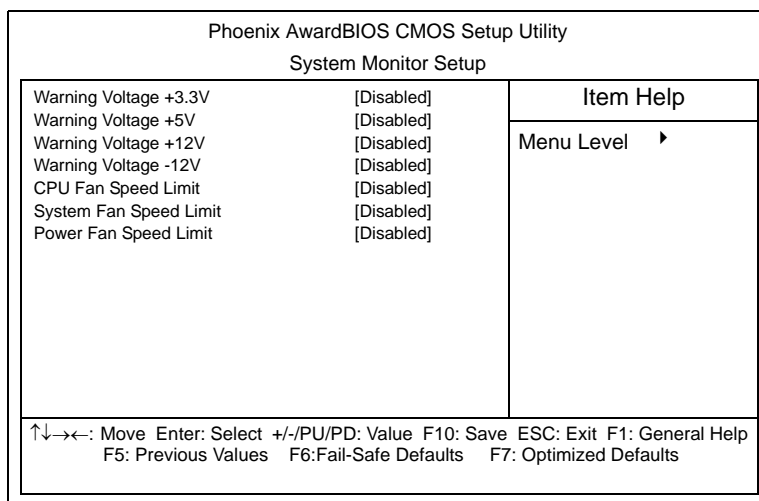 Phoenix AwardBIOS CMOS Setup Utility
System Monitor Setup
Warning Voltage +3.3V [Disabled]
Warning Voltage +5V [Disabled]
Warning Voltage +12V [Disabled]
Warning Voltage -12V [Disabled]
CPU Fan Speed Limit [Disabled]
System Fan Speed Limit [Disabled]
Power Fan Speed Limit [Disabled]
Item Help
Menu Level
↑↓→←: Move Enter: Select +/-/PU/PD: Value F10: Save ESC: Exit F1: General Help
F5: Previous Values F6:Fail-Safe Defaults F7: Optimized Defaults